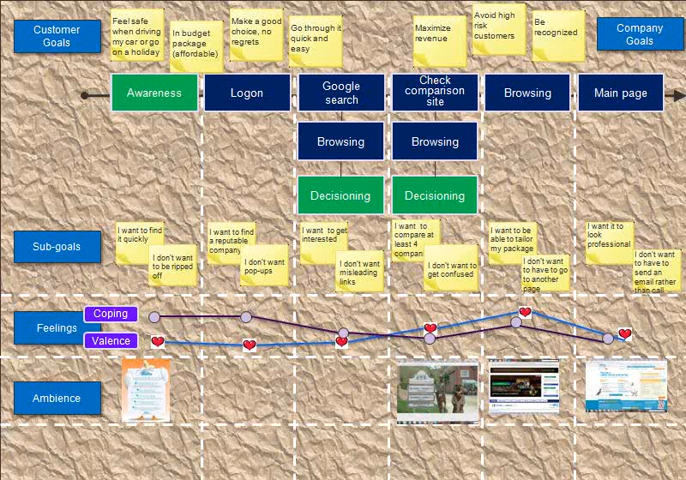 Customer
Goals
Feel safe
when driving
my car or go
on a holiday
In budget
package
(affordable)
Make a good
choice, no
regrets
Go through it
quick and
easy
Maximize
revenue
Avoid high
risk
customers
Be
recognized
Company
Goals
Awareness
Logon
Google
search
Check
comparison
site
Browsing
Main page
Browsing
Browsing
Decisioning
Decisioning
Sub-goals
I want to find
it quickly
I don't want
to be ripped
off
I want to find
a reputable
company
I don't want
pop-ups
I want to get
interested
I don't want
misleading
links
I want to
compare at
least 4
compani
I don't want to
get confused
I want to be
able to tailor
my package
I don't want
to have to go
to another
page
I want it to
look
professional
I don't want
to have to
send an
email rather
than call
Feelings
Coping
Valence
Ambience